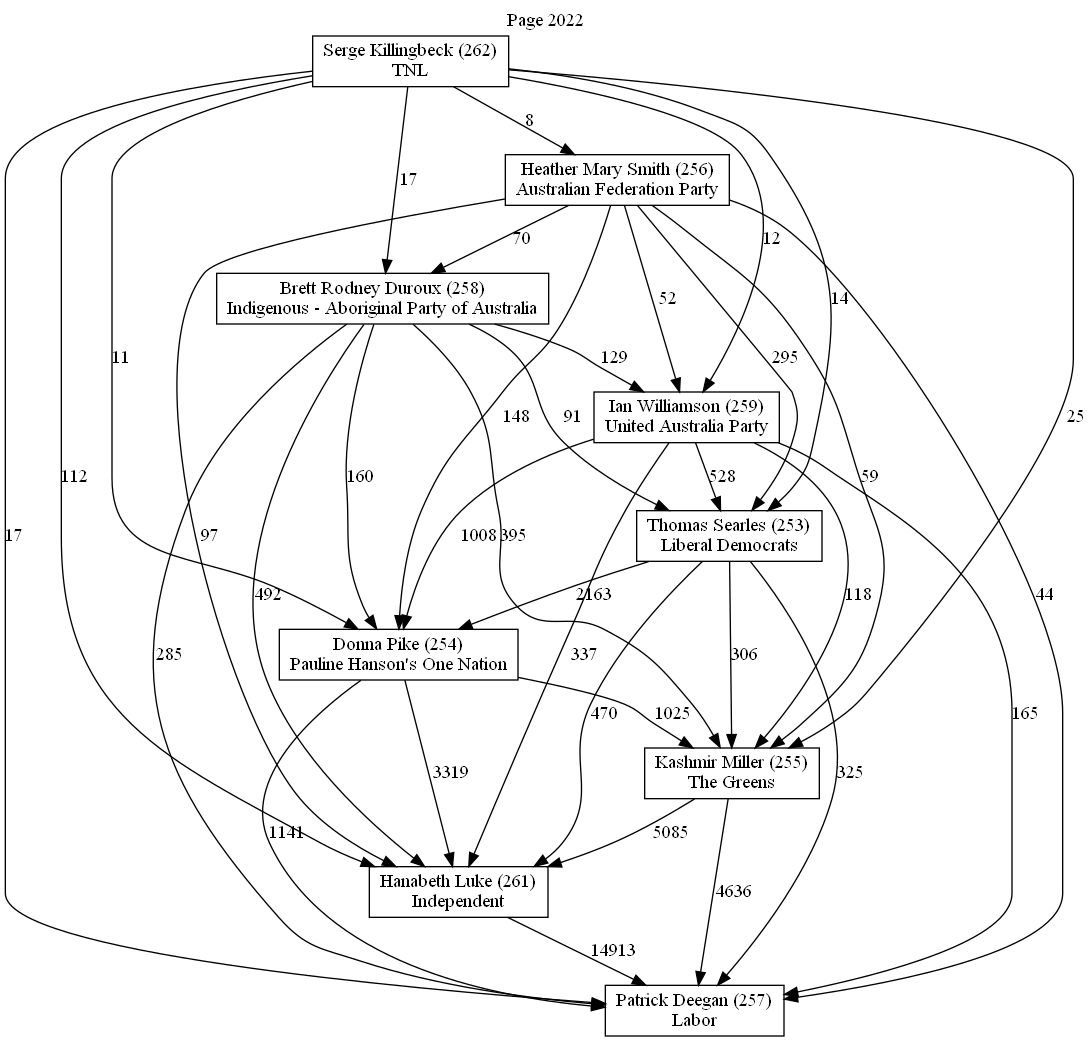 Page 2022
Serge Killingbeck (262)
TNL
8
Heather Mary Smith (256)
Australian Federation Party
17
70
12
Brett Rodney Duroux (258)
Indigenous - Aboriginal Party of Australia
52
14
11
129
295
Ian Williamson (259)
United Australia Party
148
91
25
112
160
528
59
Thomas Searles (253)
Liberal Democrats
17
97
1008
395
492
2163
118
44
Donna Pike (254)
Pauline Hanson's One Nation
285
337
306
470
1025
165
Kashmir Miller (255)
The Greens
3319
325
1141
5085
Hanabeth Luke (261)
Independent
4636
14913
Patrick Deegan (257)
Labor